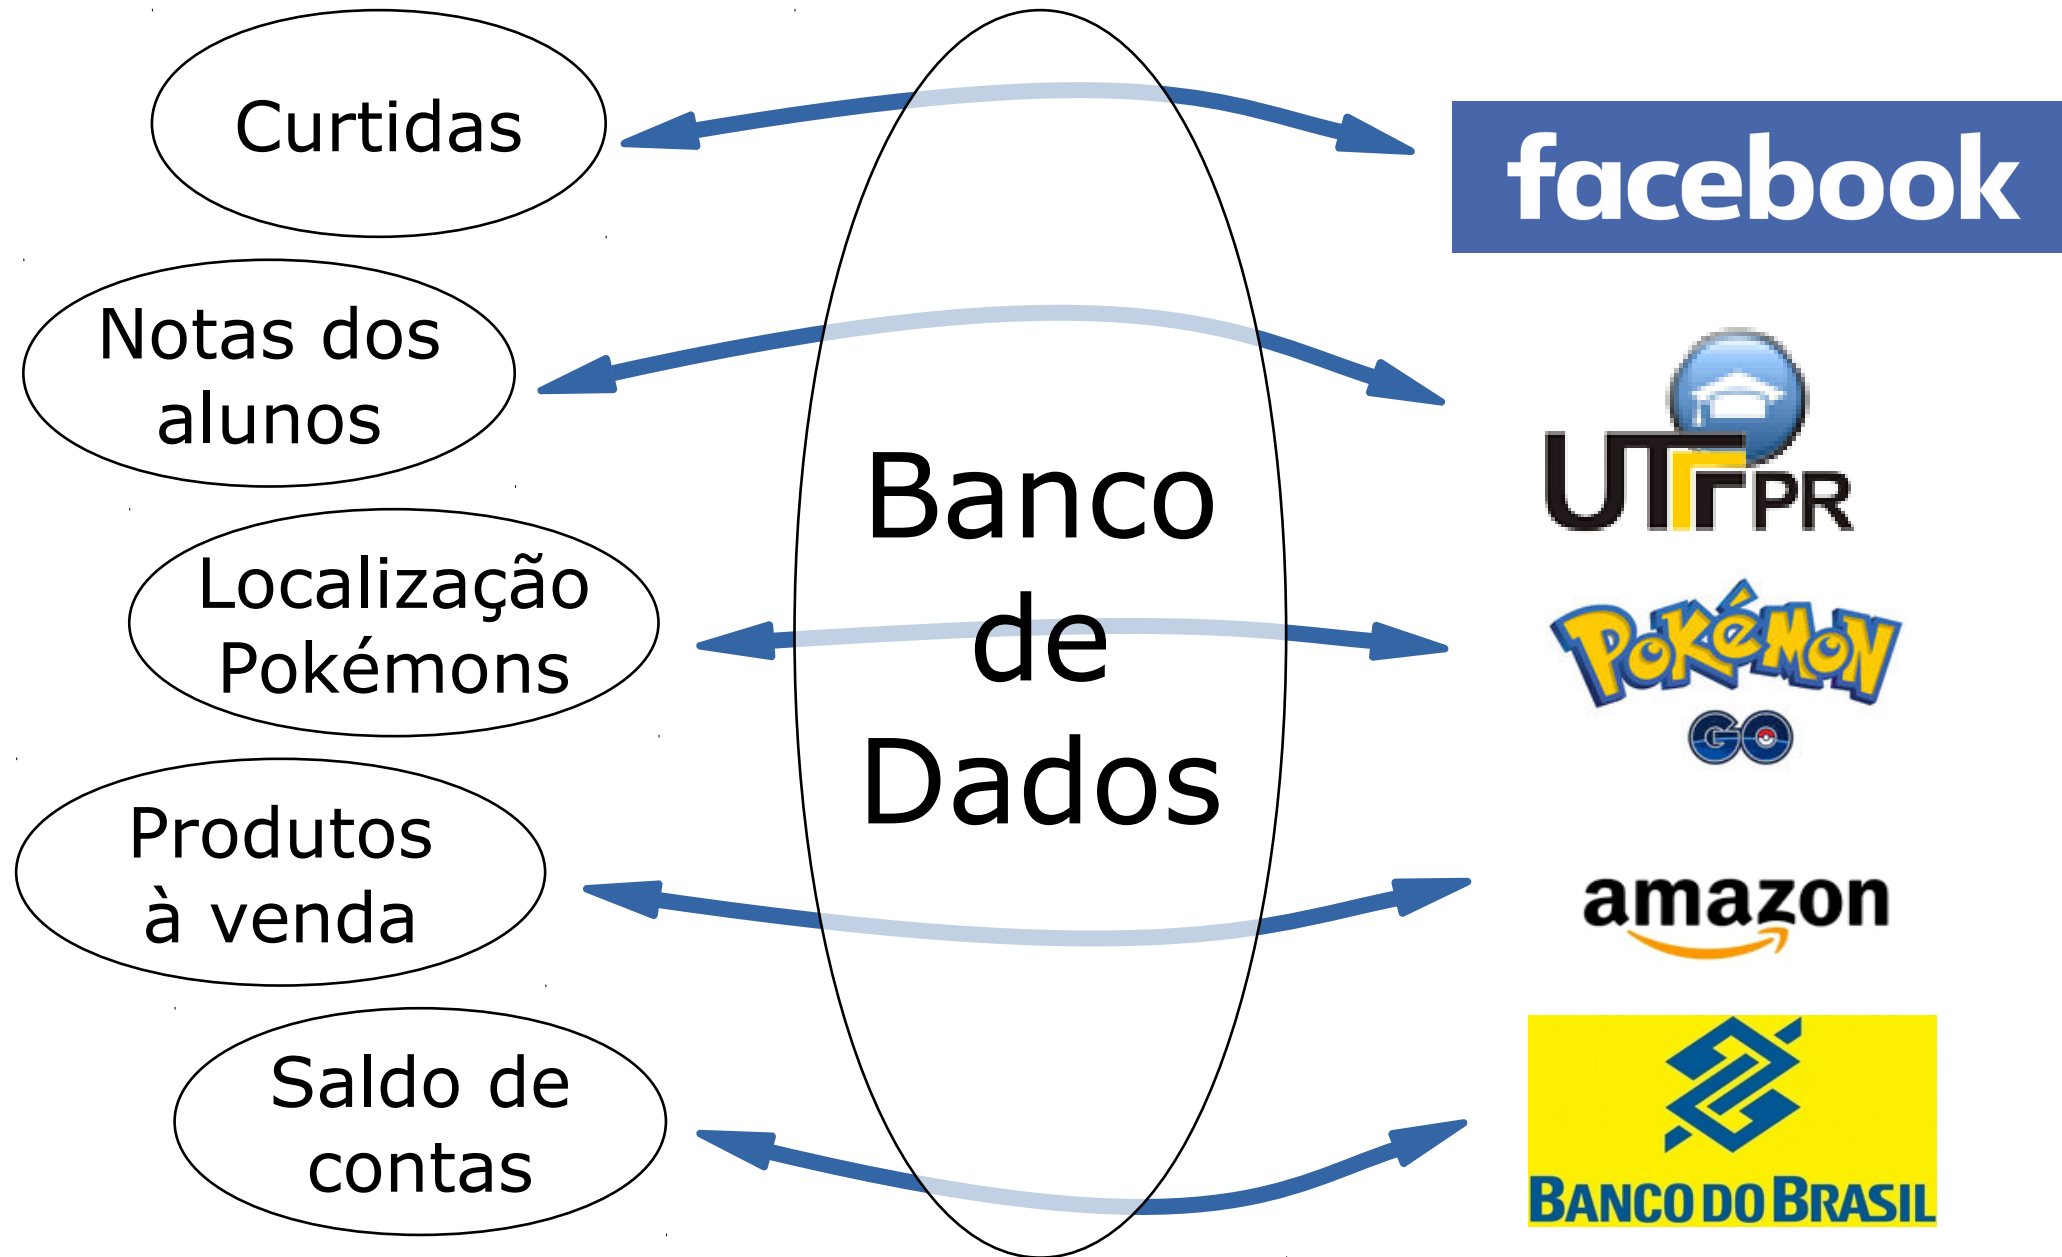 Curtidas
facebook
Notas dos
alunos
UTFPR
Localização
Pokémons
POKÉMON
GO
Produtos
à venda
amazon
Saldo de
contas
BANCO DO BRASIL
Banco
de
Dados